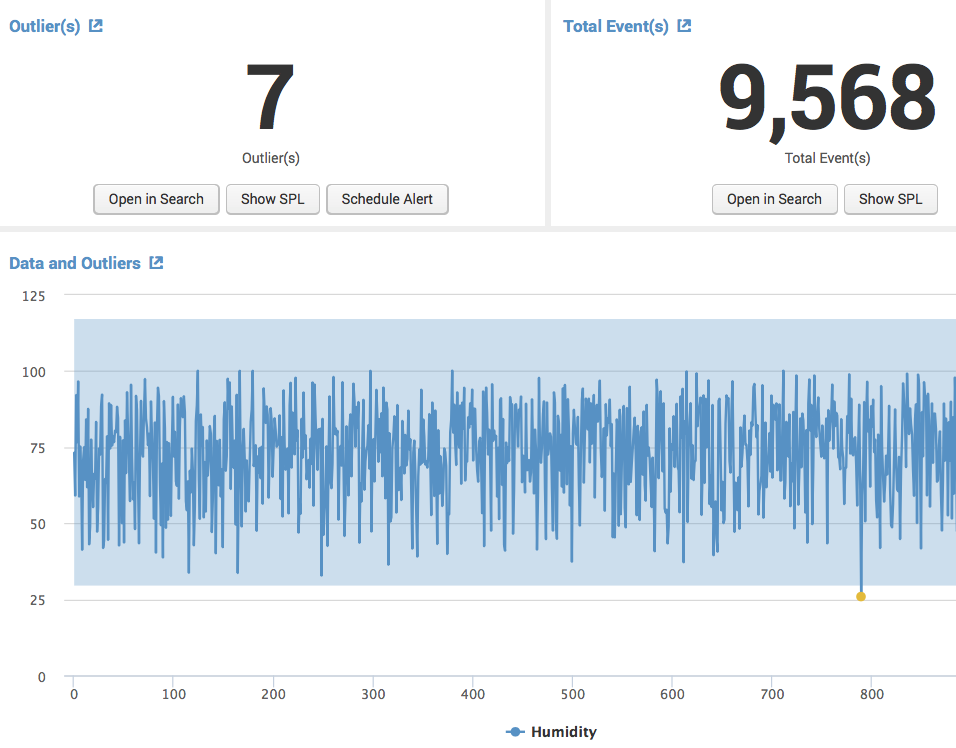 Outlier(s)
Total Event(s)
7
9,568
Outlier(s)
Total Event(s)
Open in Search
Show SPL
Schedule Alert
Open in Search
Show SPL
Data and Outliers
125
100
75
50
25
0
0
100
200
300
400
500
600
700
800
Humidity